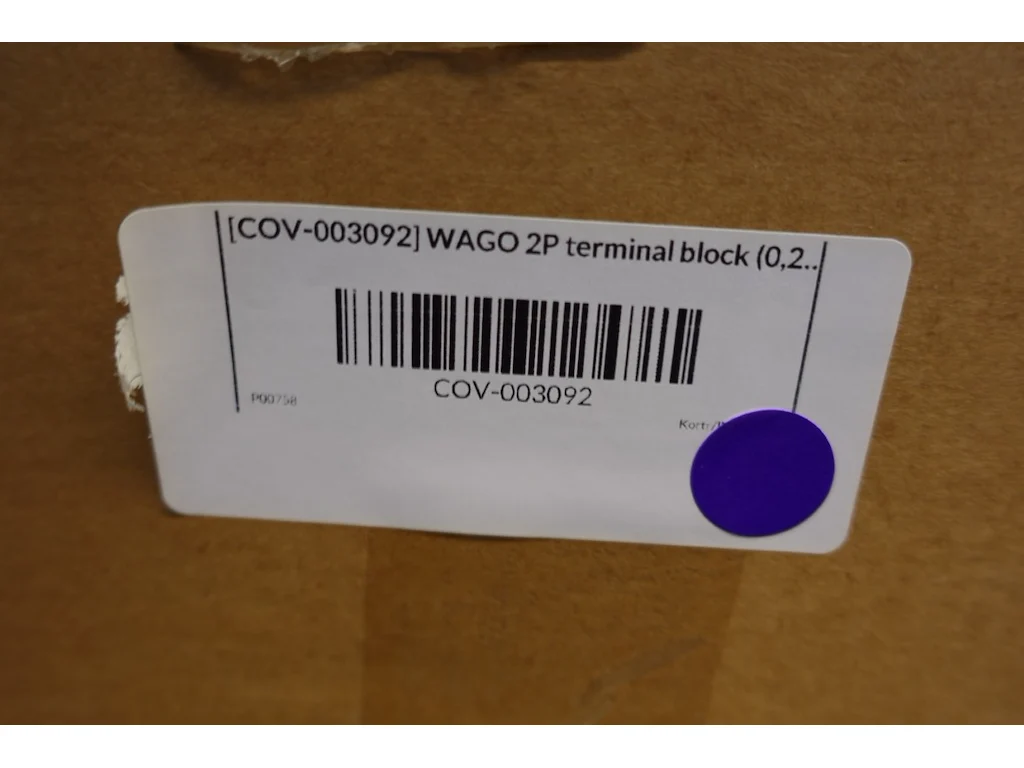 [COV-003092] WAGO 2P terminal block (0,2..
COV-003092
P00758